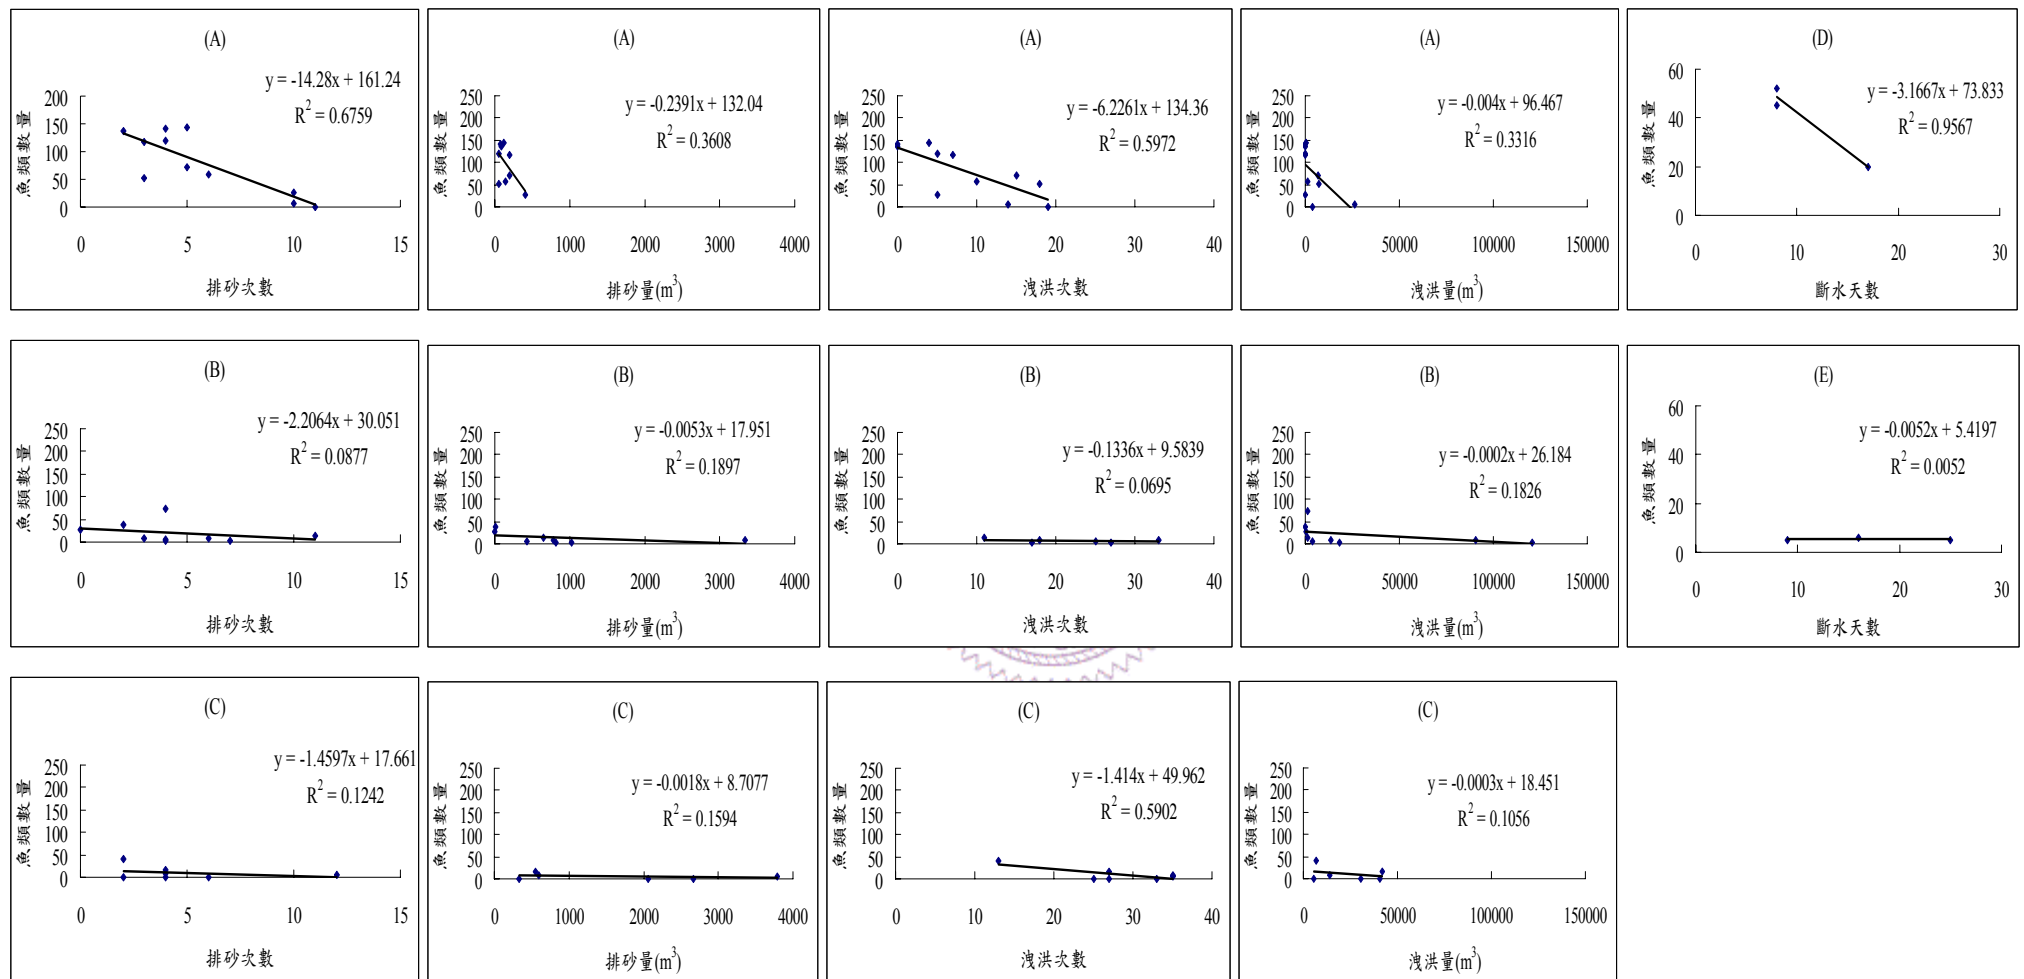 (A)
y = -14.28x + 161.24
R² = 0.6759
魚類數量
200
150
100
50
0
0 5 10 15
排砂次數
(A)
y = -0.2391x + 132.04
R² = 0.3608
魚類數量
250
200
150
100
50
0
0 1000 2000 3000 4000
排砂量(m³)
(A)
y = -6.2261x + 134.36
R² = 0.5972
魚類數量
250
200
150
100
50
0
0 10 20 30 40
洩洪次數
(A)
y = -0.004x + 96.467
R² = 0.3316
魚類數量
250
200
150
100
50
0
0 50000 100000 150000
洩洪量(m³)
(D)
y = -3.1667x + 73.833
R² = 0.9567
魚類數量
60
40
20
0
0 10 20 30
斷水天數
(B)
y = -2.2064x + 30.051
R² = 0.0877
魚類數量
250
200
150
100
50
0
0 5 10 15
排砂次數
(B)
y = -0.0053x + 17.951
R² = 0.1897
魚類數量
250
200
150
100
50
0
0 1000 2000 3000 4000
排砂量(m³)
(B)
y = -0.1336x + 9.5839
R² = 0.0695
魚類數量
250
200
150
100
50
0
0 10 20 30 40
洩洪次數
(B)
y = -0.0002x + 26.184
R² = 0.1826
魚類數量
250
200
150
100
50
0
0 50000 100000 150000
洩洪量(m³)
(E)
y = -0.0052x + 5.4197
R² = 0.0052
魚類數量
60
40
20
0
0 10 20 30
斷水天數
(C)
y = -1.4597x + 17.661
R² = 0.1242
魚類數量
250
200
150
100
50
0
0 5 10 15
排砂次數
(C)
y = -0.0018x + 8.7077
R² = 0.1594
魚類數量
250
200
150
100
50
0
0 1000 2000 3000 4000
排砂量(m³)
(C)
y = -1.414x + 49.962
R² = 0.5902
魚類數量
250
200
150
100
50
0
0 10 20 30 40
洩洪次數
(C)
y = -0.0003x + 18.451
R² = 0.1056
魚類數量
250
200
150
100
50
0
0 50000 100000 150000
洩洪量(m³)